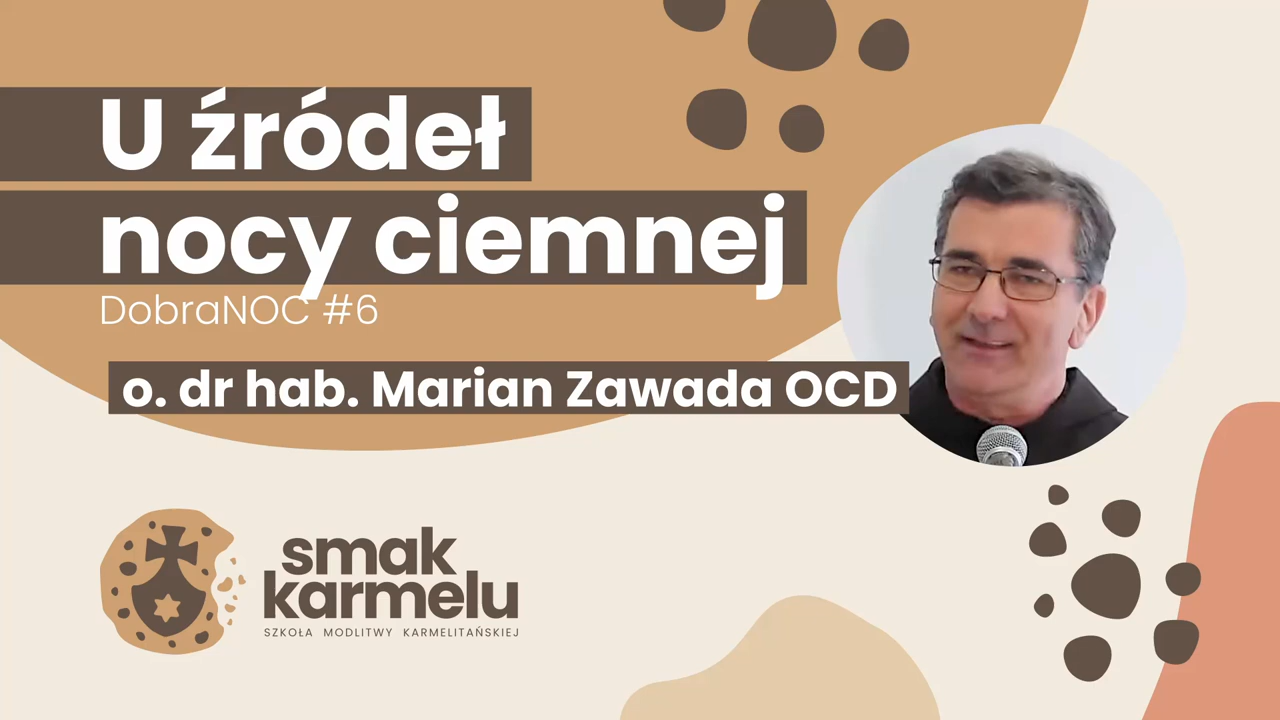 U źródeł
nocy ciemnej
DobraNOC #6
o. dr hab. Marian Zawada OCD
smak
karmelu
SZKOŁA MODLITWY KARMELITAŃSKIEJ